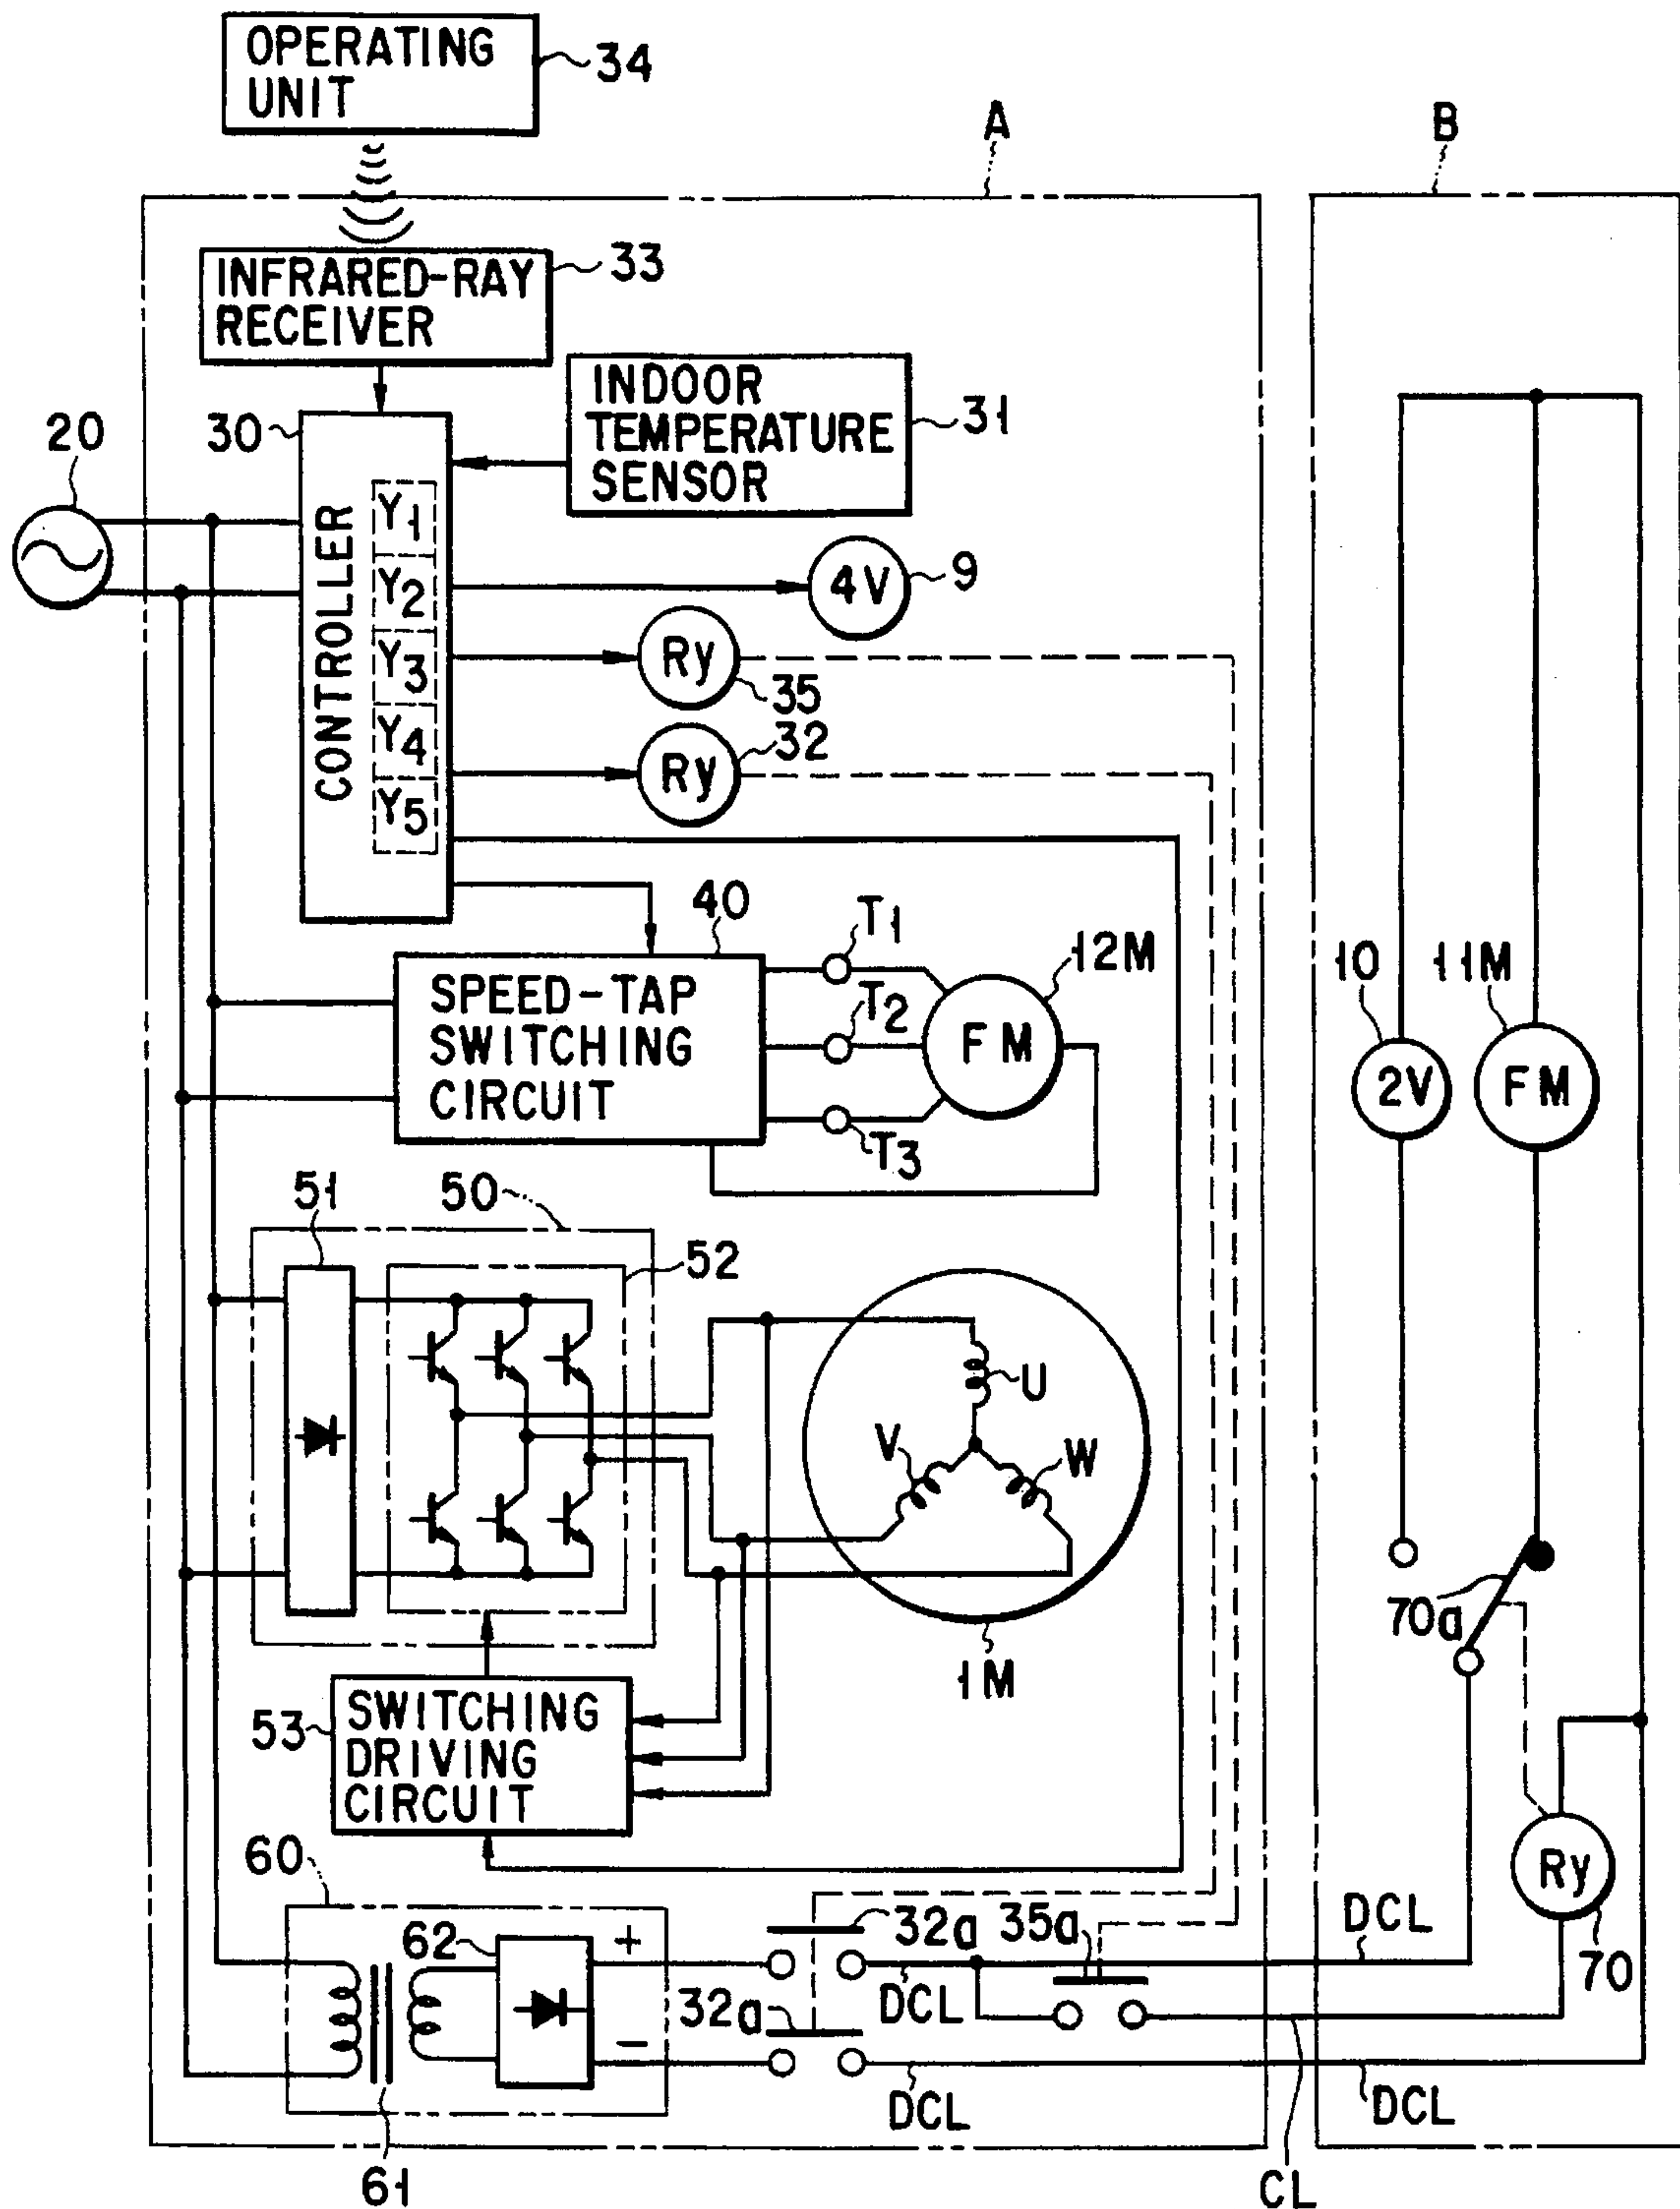 OPERATING
UNIT
34
A
B
INFRARED-RAY
RECEIVER
33
INDOOR
TEMPERATURE
SENSOR
31
20
30
CONTROLLER
Y1
Y2
Y3
Y4
Y5
4V
9
Ry
35
Ry
32
40
SPEED-TAP
SWITCHING
CIRCUIT
T1
T2
T3
12M
FM
10
11M
2V
FM
51
50
52
U
V
W
1M
70a
53
SWITCHING
DRIVING
CIRCUIT
60
62
+
−
61
32a
32a
35a
DCL
DCL
DCL
DCL
Ry
70
CL